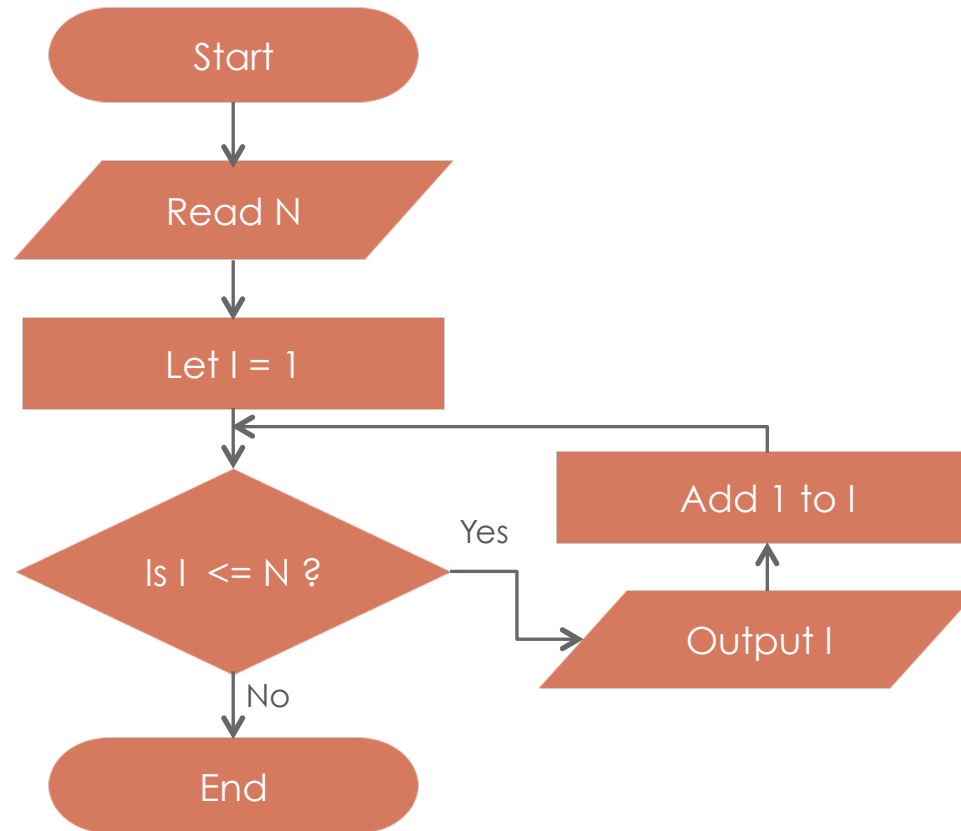 Start
Read N
Let I = 1
Is I <= N ?
Yes
Output I
Add 1 to I
No
End